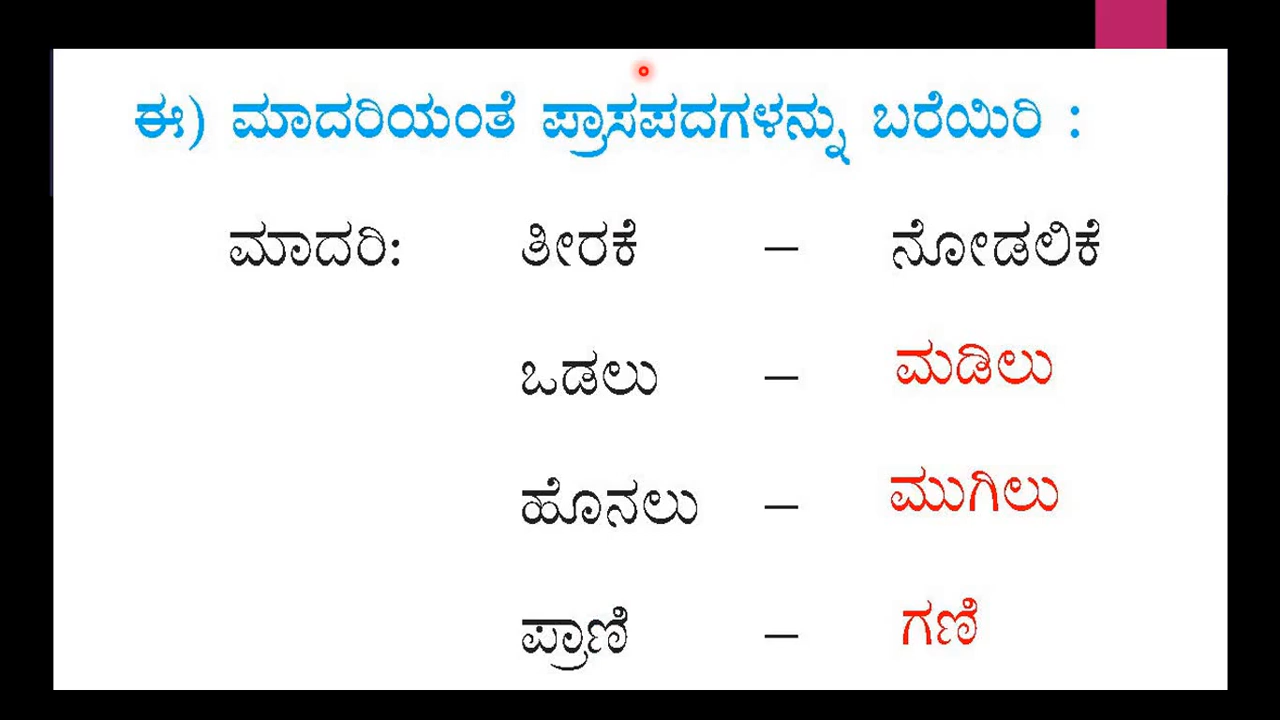 ಈ) ಮಾದರಿಯಂತೆ ಪ್ರಾಸಪದಗಳನ್ನು ಬರೆಯಿರಿ :
ಮಾದರಿ: ತೀರಕೆ – ನೋಡಲಿಕೆ
ಒಡಲು – ಮಡಿಲು
ಹೊನಲು – ಮುಗಿಲು
ಪ್ರಾಣಿ – ಗಣಿ